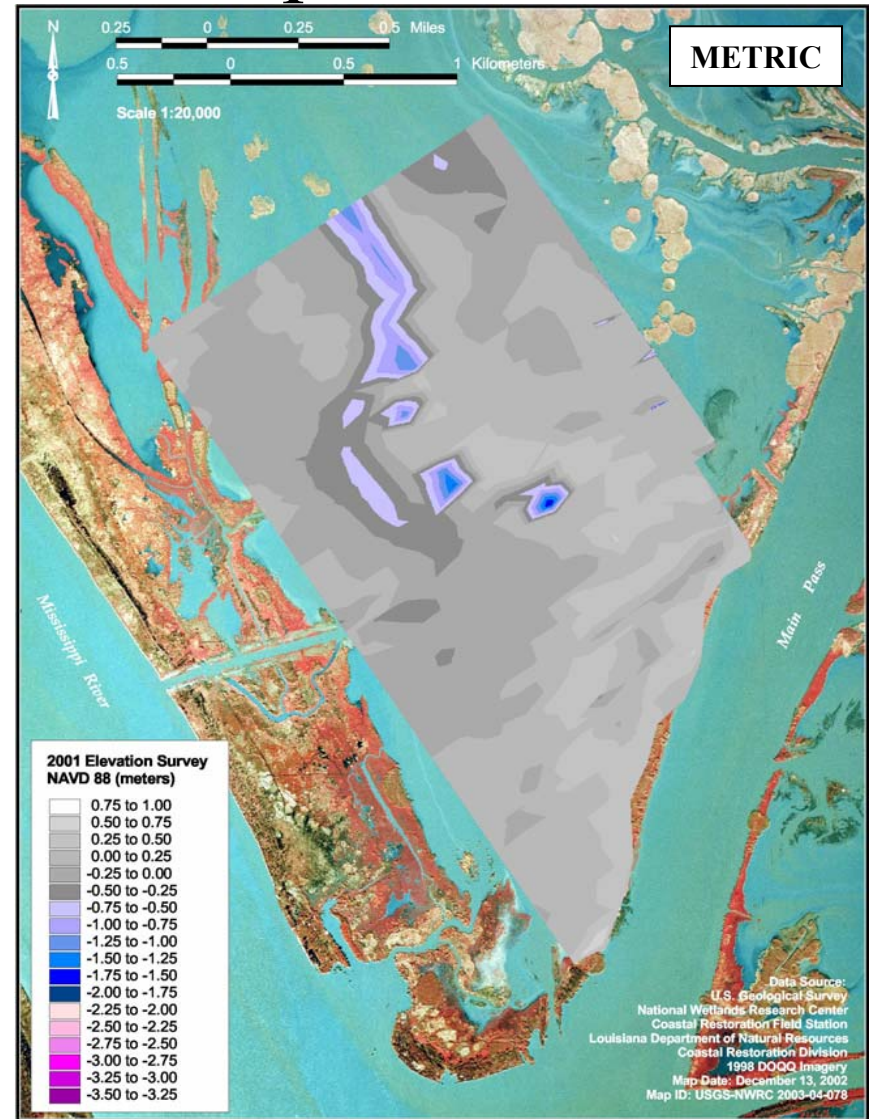 N
0.25 0 0.25 0.5 Miles
0.5 0 0.5 1 Kilometers
Scale 1:20,000
METRIC
Mississippi River
Main Pass
2001 Elevation Survey
NAVD 88 (meters)
0.75 to 1.00
0.50 to 0.75
0.25 to 0.50
0.00 to 0.25
-0.25 to 0.00
-0.50 to -0.25
-0.75 to -0.50
-1.00 to -0.75
-1.25 to -1.00
-1.50 to -1.25
-1.75 to -1.50
-2.00 to -1.75
-2.25 to -2.00
-2.50 to -2.25
-2.75 to -2.50
-3.00 to -2.75
-3.25 to -3.00
-3.50 to -3.25
Data Source:
U.S. Geological Survey
National Wetlands Research Center
Coastal Restoration Field Station
Louisiana Department of Natural Resources
Coastal Restoration Division
1998 DOQQ Imagery
Map Date: December 13, 2002
Map ID: USGS-NWRC 2003-04-078